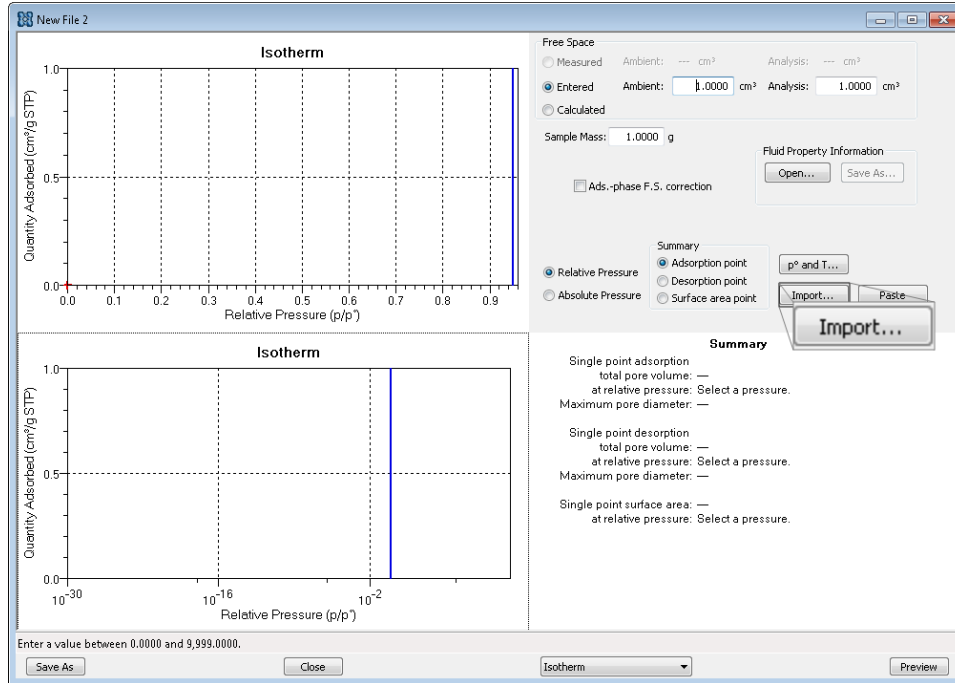 New File 2
Isotherm
Quantity Adsorbed (cm³/g STP)
1.0
0.5
0.0
0.0 0.1 0.2 0.3 0.4 0.5 0.6 0.7 0.8 0.9
Relative Pressure (p/p°)
Free Space
Measured Ambient: --- cm³ Analysis: --- cm³
Entered Ambient: 1.0000 cm³ Analysis: 1.0000 cm³
Calculated
Sample Mass: 1.0000 g
Fluid Property Information
Open... Save As...
Ads.-phase F.S. correction
Summary
Relative Pressure
Absolute Pressure
Adsorption point
Desorption point
Surface area point
p° and T...
Import... Paste
Import...
Isotherm
Quantity Adsorbed (cm³/g STP)
1.0
0.5
0.0
10⁻³⁰ 10⁻¹⁶ 10⁻²
Relative Pressure (p/p°)
Summary
Single point adsorption
total pore volume: —
at relative pressure: Select a pressure.
Maximum pore diameter: —
Single point desorption
total pore volume: —
at relative pressure: Select a pressure.
Maximum pore diameter: —
Single point surface area: —
at relative pressure: Select a pressure.
Enter a value between 0.0000 and 9,999.0000.
Save As Close Isotherm Preview